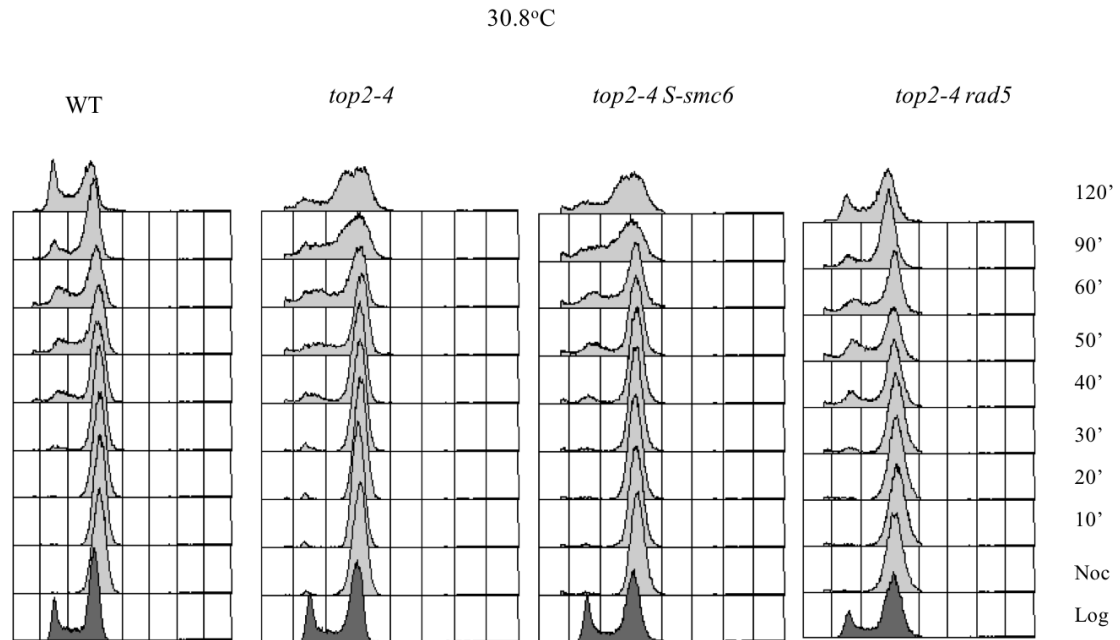 30.8°C
WT
top2-4
top2-4 S-smc6
top2-4 rad5
120’
90’
60’
50’
40’
30’
20’
10’
Noc
Log